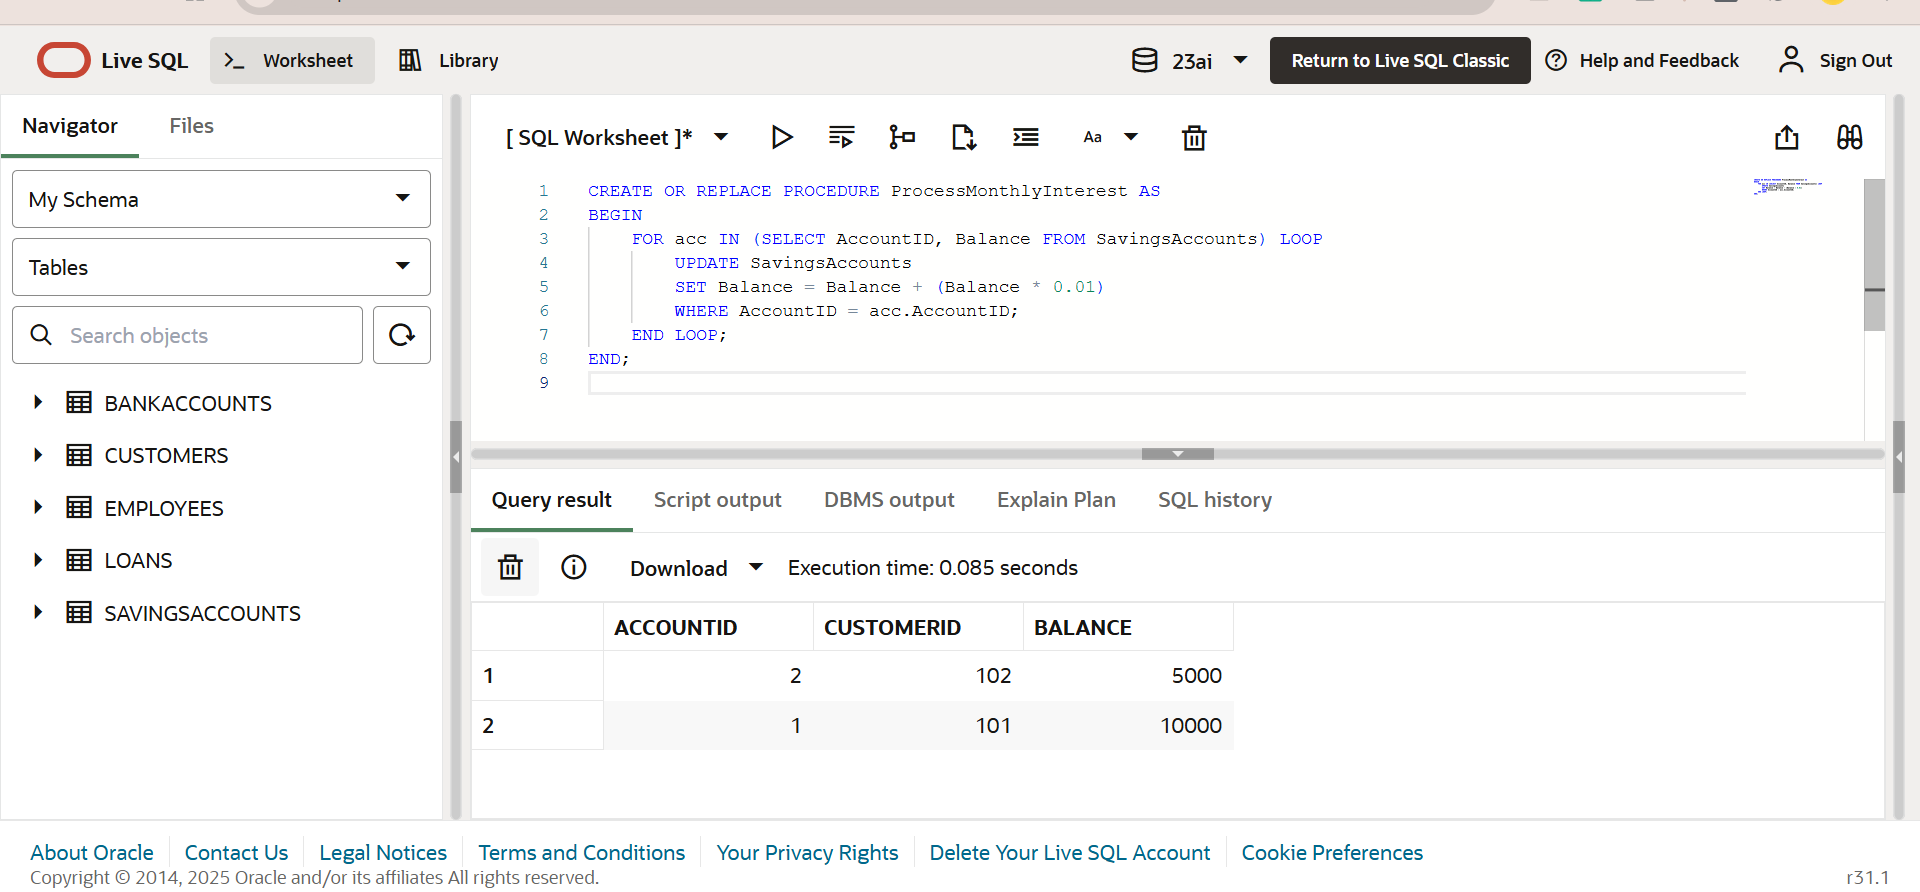 Live SQL
Worksheet
Library
23ai
Return to Live SQL Classic
Help and Feedback
Sign Out
Navigator
Files
My Schema
Tables
Search objects
BANKACCOUNTS
CUSTOMERS
EMPLOYEES
LOANS
SAVINGSACCOUNTS
[ SQL Worksheet ]*
Aa
1 CREATE OR REPLACE PROCEDURE ProcessMonthlyInterest AS
2 BEGIN
3 FOR acc IN (SELECT AccountID, Balance FROM SavingsAccounts) LOOP
4 UPDATE SavingsAccounts
5 SET Balance = Balance + (Balance * 0.01)
6 WHERE AccountID = acc.AccountID;
7 END LOOP;
8 END;
9
Query result
Script output
DBMS output
Explain Plan
SQL history
Download
Execution time: 0.085 seconds
ACCOUNTID CUSTOMERID BALANCE
1 2 102 5000
2 1 101 10000
About Oracle
Contact Us
Legal Notices
Terms and Conditions
Your Privacy Rights
Delete Your Live SQL Account
Cookie Preferences
Copyright © 2014, 2025 Oracle and/or its affiliates All rights reserved.
r31.1